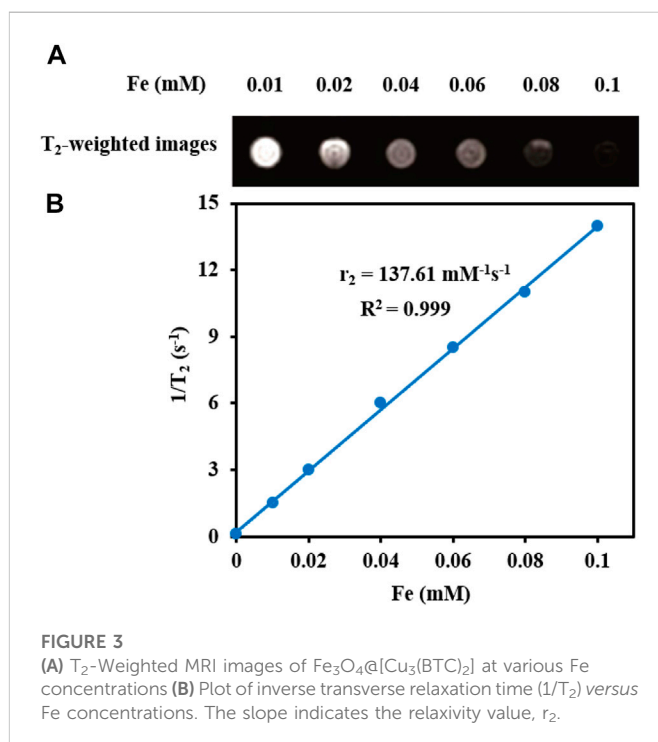 A
Fe (mM) 0.01 0.02 0.04 0.06 0.08 0.1
T₂-weighted images
B
15
12
9
6
3
0
1/T₂ (s⁻¹)
r₂ = 137.61 mM⁻¹s⁻¹
R² = 0.999
0 0.02 0.04 0.06 0.08 0.1
Fe (mM)
FIGURE 3
(A) T₂-Weighted MRI images of Fe₃O₄@[Cu₃(BTC)₂] at various Fe
concentrations (B) Plot of inverse transverse relaxation time (1/T₂) versus
Fe concentrations. The slope indicates the relaxivity value, r₂.